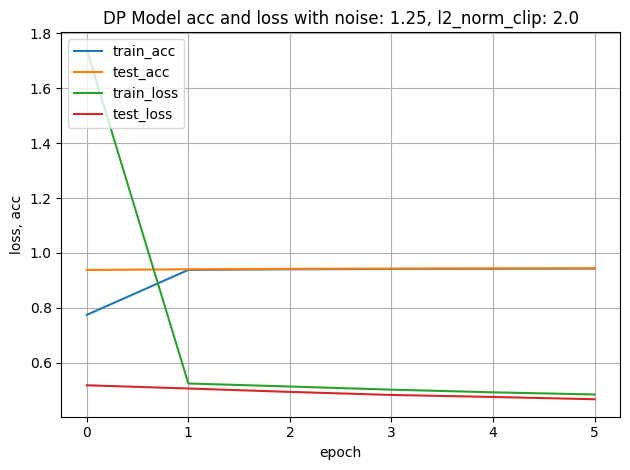 DP Model acc and loss with noise: 1.25, l2_norm_clip: 2.0
1.8
1.6
1.4
1.2
1.0
0.8
0.6
loss, acc
train_acc
test_acc
train_loss
test_loss
0 1 2 3 4 5
epoch